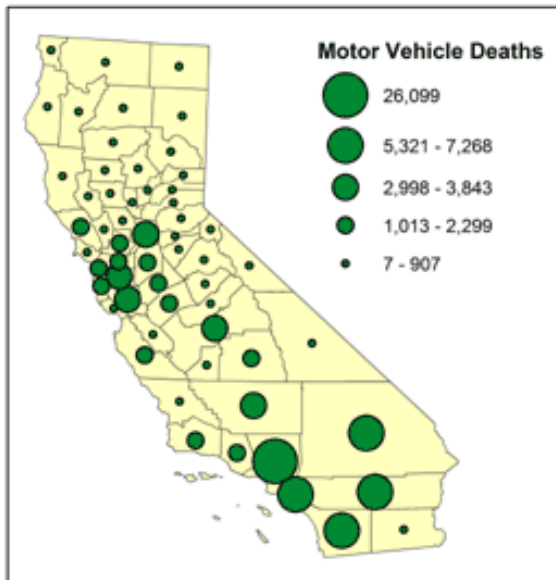 Motor Vehicle Deaths
26,099
5,321 - 7,268
2,998 - 3,843
1,013 - 2,299
7 - 907